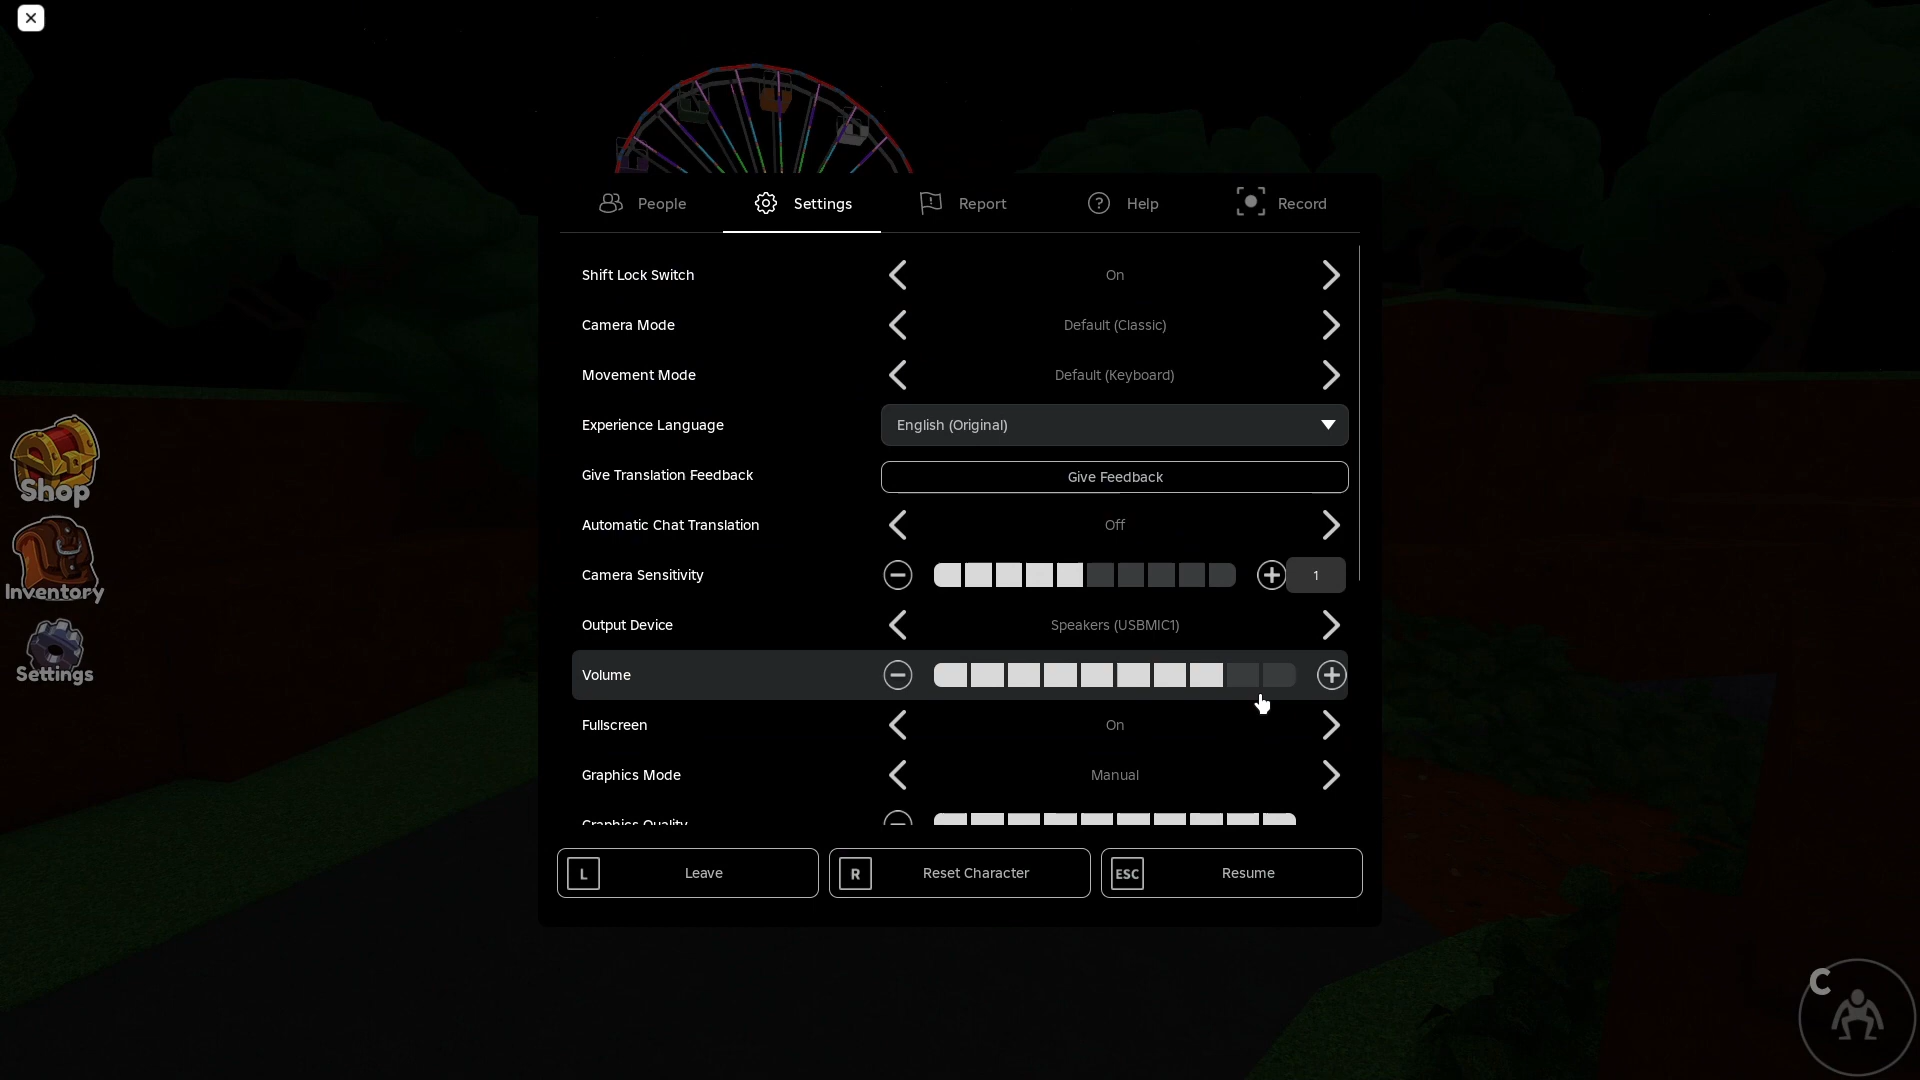 People
Settings
Report
Help
Record
Shift Lock Switch
On
Camera Mode
Default (Classic)
Movement Mode
Default (Keyboard)
Experience Language
English (Original)
Give Translation Feedback
Give Feedback
Automatic Chat Translation
Off
Camera Sensitivity
1
Output Device
Speakers (USBMIC1)
Volume
Fullscreen
On
Graphics Mode
Manual
Graphics Quality
L Leave
R Reset Character
ESC Resume
Shop
Inventory
Settings
C